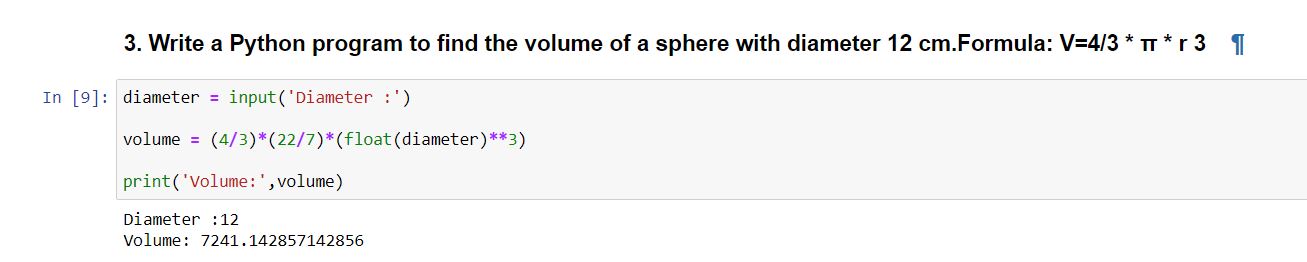 3. Write a Python program to find the volume of a sphere with diameter 12 cm.Formula: V=4/3 * π * r 3 ¶
In [9]: diameter = input('Diameter :')
volume = (4/3)*(22/7)*(float(diameter)**3)
print('Volume:',volume)
Diameter :12
Volume: 7241.142857142856